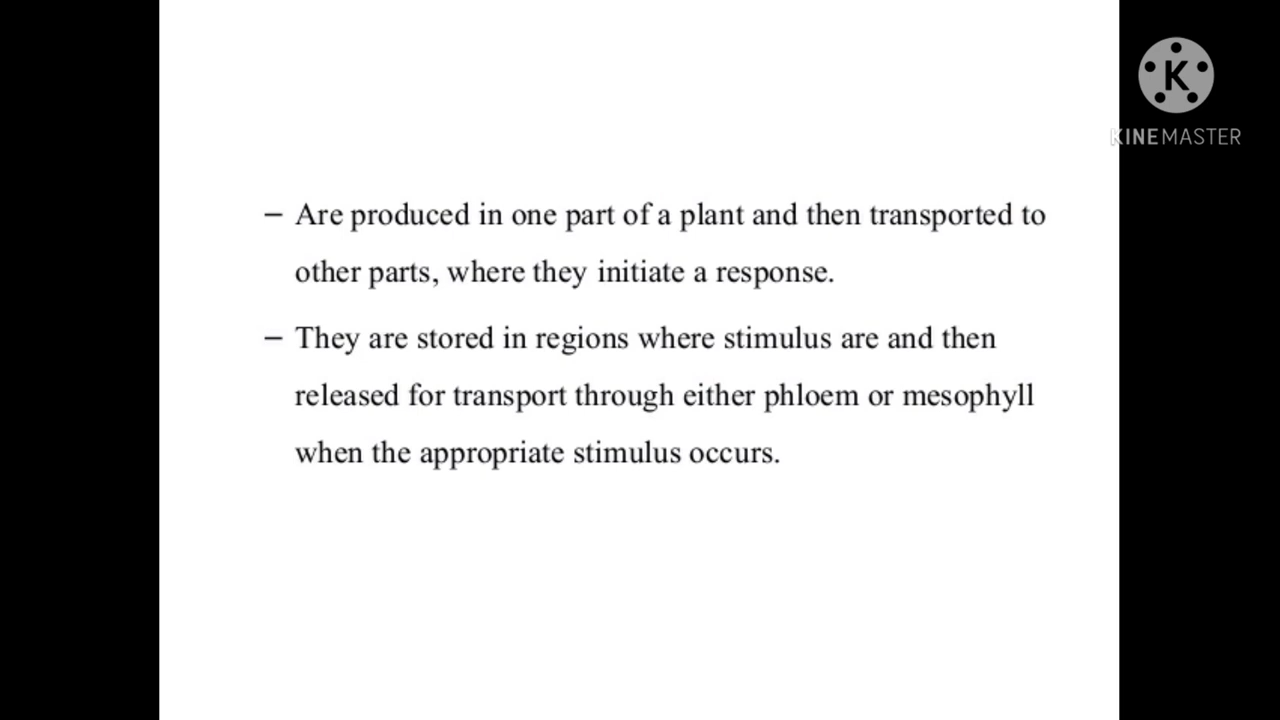 – Are produced in one part of a plant and then transported to
other parts, where they initiate a response.
– They are stored in regions where stimulus are and then
released for transport through either phloem or mesophyll
when the appropriate stimulus occurs.
K
KINEMASTER